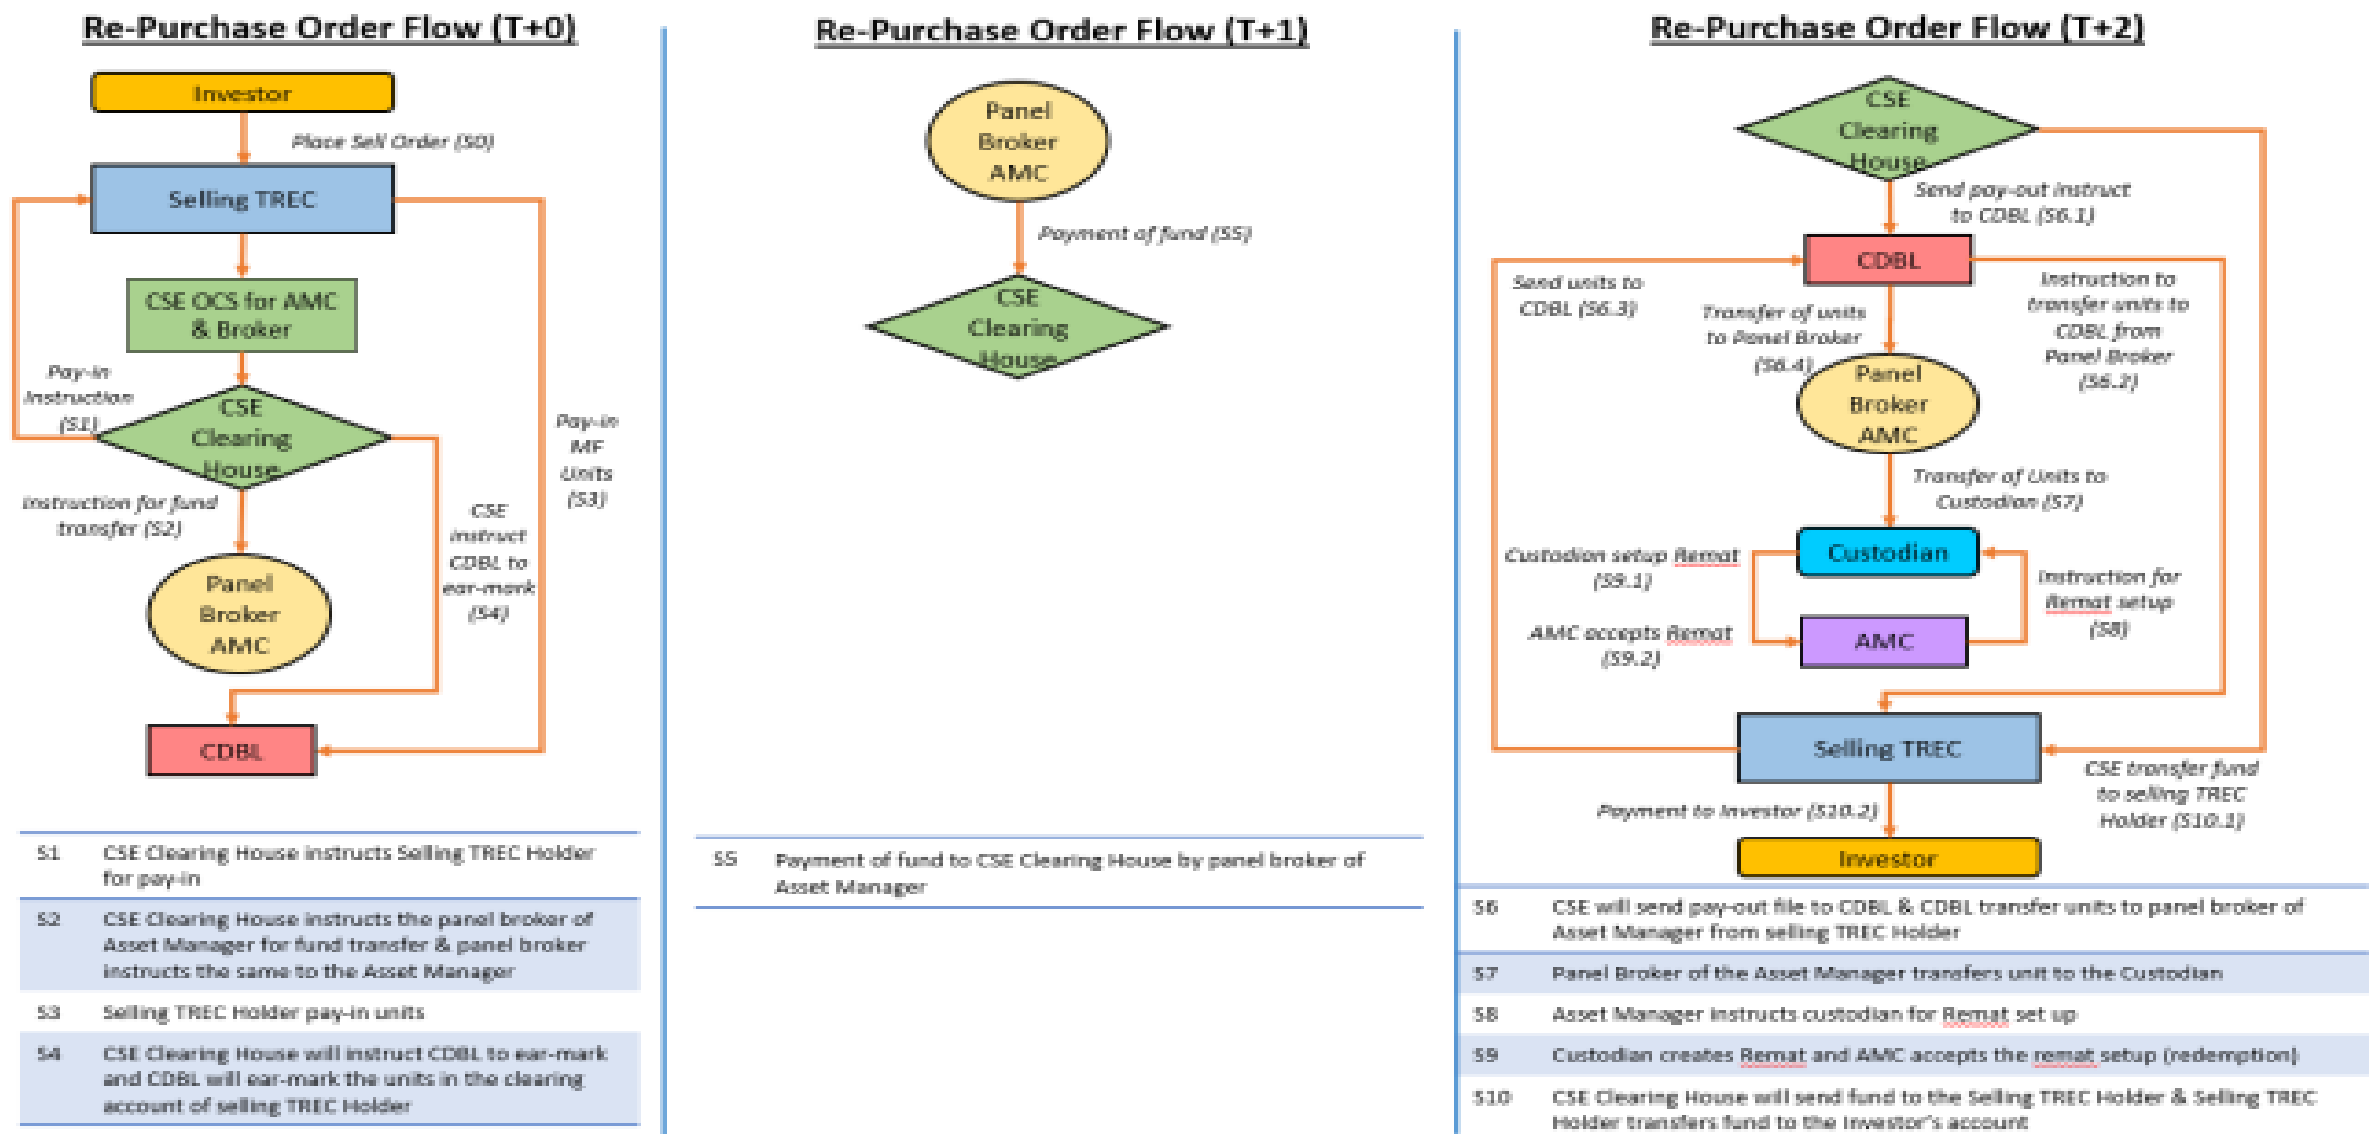 Re-Purchase Order Flow (T+0)
Investor
Place Sell Order (S0)
Selling TREC
CSE OCS for AMC
& Broker
Pay-in
Instruction
(S1)
CSE
Clearing
House
Instruction for fund
transfer (S2)
Panel
Broker
AMC
CSE
instruct
CDBL to
ear-mark
(S4)
Pay-in
MF
Units
(S3)
CDBL
S1 CSE Clearing House instructs Selling TREC Holder
for pay-in
S2 CSE Clearing House instructs the panel broker of
Asset Manager for fund transfer & panel broker
instructs the same to the Asset Manager
S3 Selling TREC Holder pay-in units
S4 CSE Clearing House will instruct CDBL to ear-mark
and CDBL will ear-mark the units in the clearing
account of selling TREC Holder
Re-Purchase Order Flow (T+1)
Panel
Broker
AMC
Payment of fund (S5)
CSE
Clearing
House
S5 Payment of fund to CSE Clearing House by panel broker of
Asset Manager
Re-Purchase Order Flow (T+2)
CSE
Clearing
House
Send pay-out instruct
to CDBL (S6.1)
CDBL
Send units to
CDBL (S6.3)
Transfer of units
to Panel Broker
(S6.4)
Instruction to
transfer units to
CDBL from
Panel Broker
(S6.2)
Panel
Broker
AMC
Transfer of Units to
Custodian (S7)
Custodian
Custodian setup Remat
(S9.1)
Instruction for
Remat setup
(S8)
AMC accepts Remat
(S9.2)
AMC
Selling TREC
CSE transfer fund
to selling TREC
Holder (S10.1)
Payment to Investor (S10.2)
Investor
S6 CSE will send pay-out file to CDBL & CDBL transfer units to panel broker of
Asset Manager from selling TREC Holder
S7 Panel Broker of the Asset Manager transfers unit to the Custodian
S8 Asset Manager instructs custodian for Remat set up
S9 Custodian creates Remat and AMC accepts the remat setup (redemption)
S10 CSE Clearing House will send fund to the Selling TREC Holder & Selling TREC
Holder transfers fund to the Investor's account